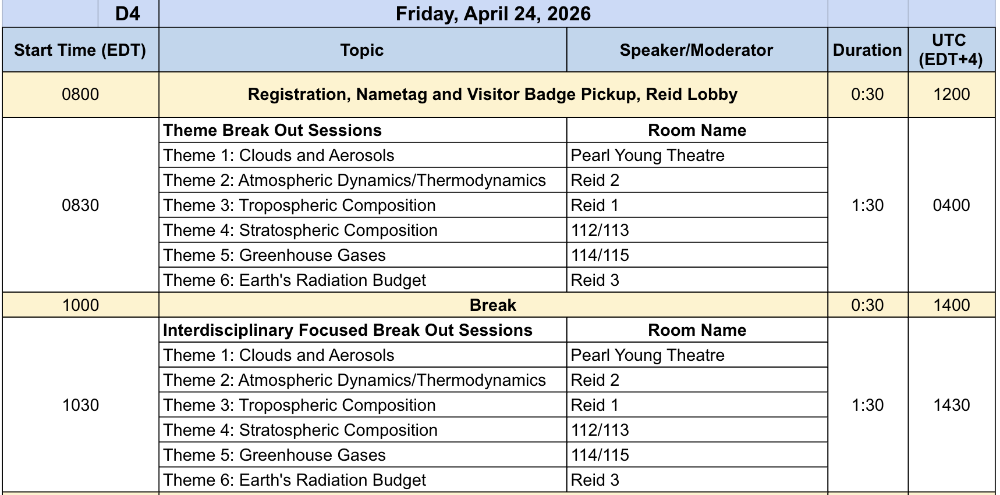 D4 Friday, April 24, 2026
Start Time (EDT) Topic Speaker/Moderator Duration UTC (EDT+4)
0800 Registration, Nametag and Visitor Badge Pickup, Reid Lobby 0:30 1200
Theme Break Out Sessions Room Name
Theme 1: Clouds and Aerosols Pearl Young Theatre
Theme 2: Atmospheric Dynamics/Thermodynamics Reid 2
0830 Theme 3: Tropospheric Composition Reid 1 1:30 0400
Theme 4: Stratospheric Composition 112/113
Theme 5: Greenhouse Gases 114/115
Theme 6: Earth's Radiation Budget Reid 3
1000 Break 0:30 1400
Interdisciplinary Focused Break Out Sessions Room Name
Theme 1: Clouds and Aerosols Pearl Young Theatre
Theme 2: Atmospheric Dynamics/Thermodynamics Reid 2
1030 Theme 3: Tropospheric Composition Reid 1 1:30 1430
Theme 4: Stratospheric Composition 112/113
Theme 5: Greenhouse Gases 114/115
Theme 6: Earth's Radiation Budget Reid 3